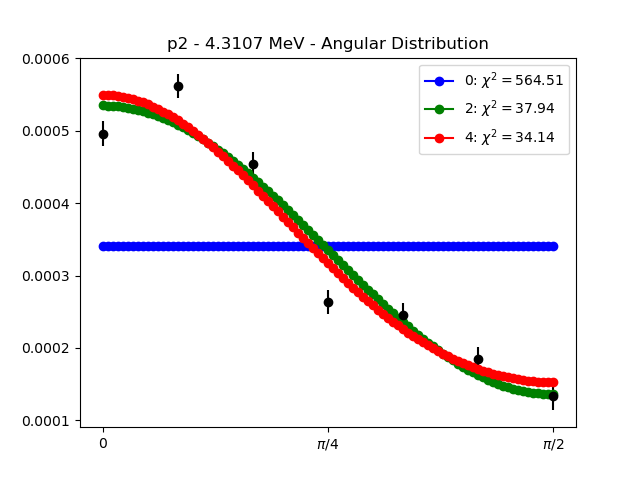 p2 - 4.3107 MeV - Angular Distribution
0.0006
0.0005
0.0004
0.0003
0.0002
0.0001
0
π/4
π/2
0: χ² = 564.51
2: χ² = 37.94
4: χ² = 34.14